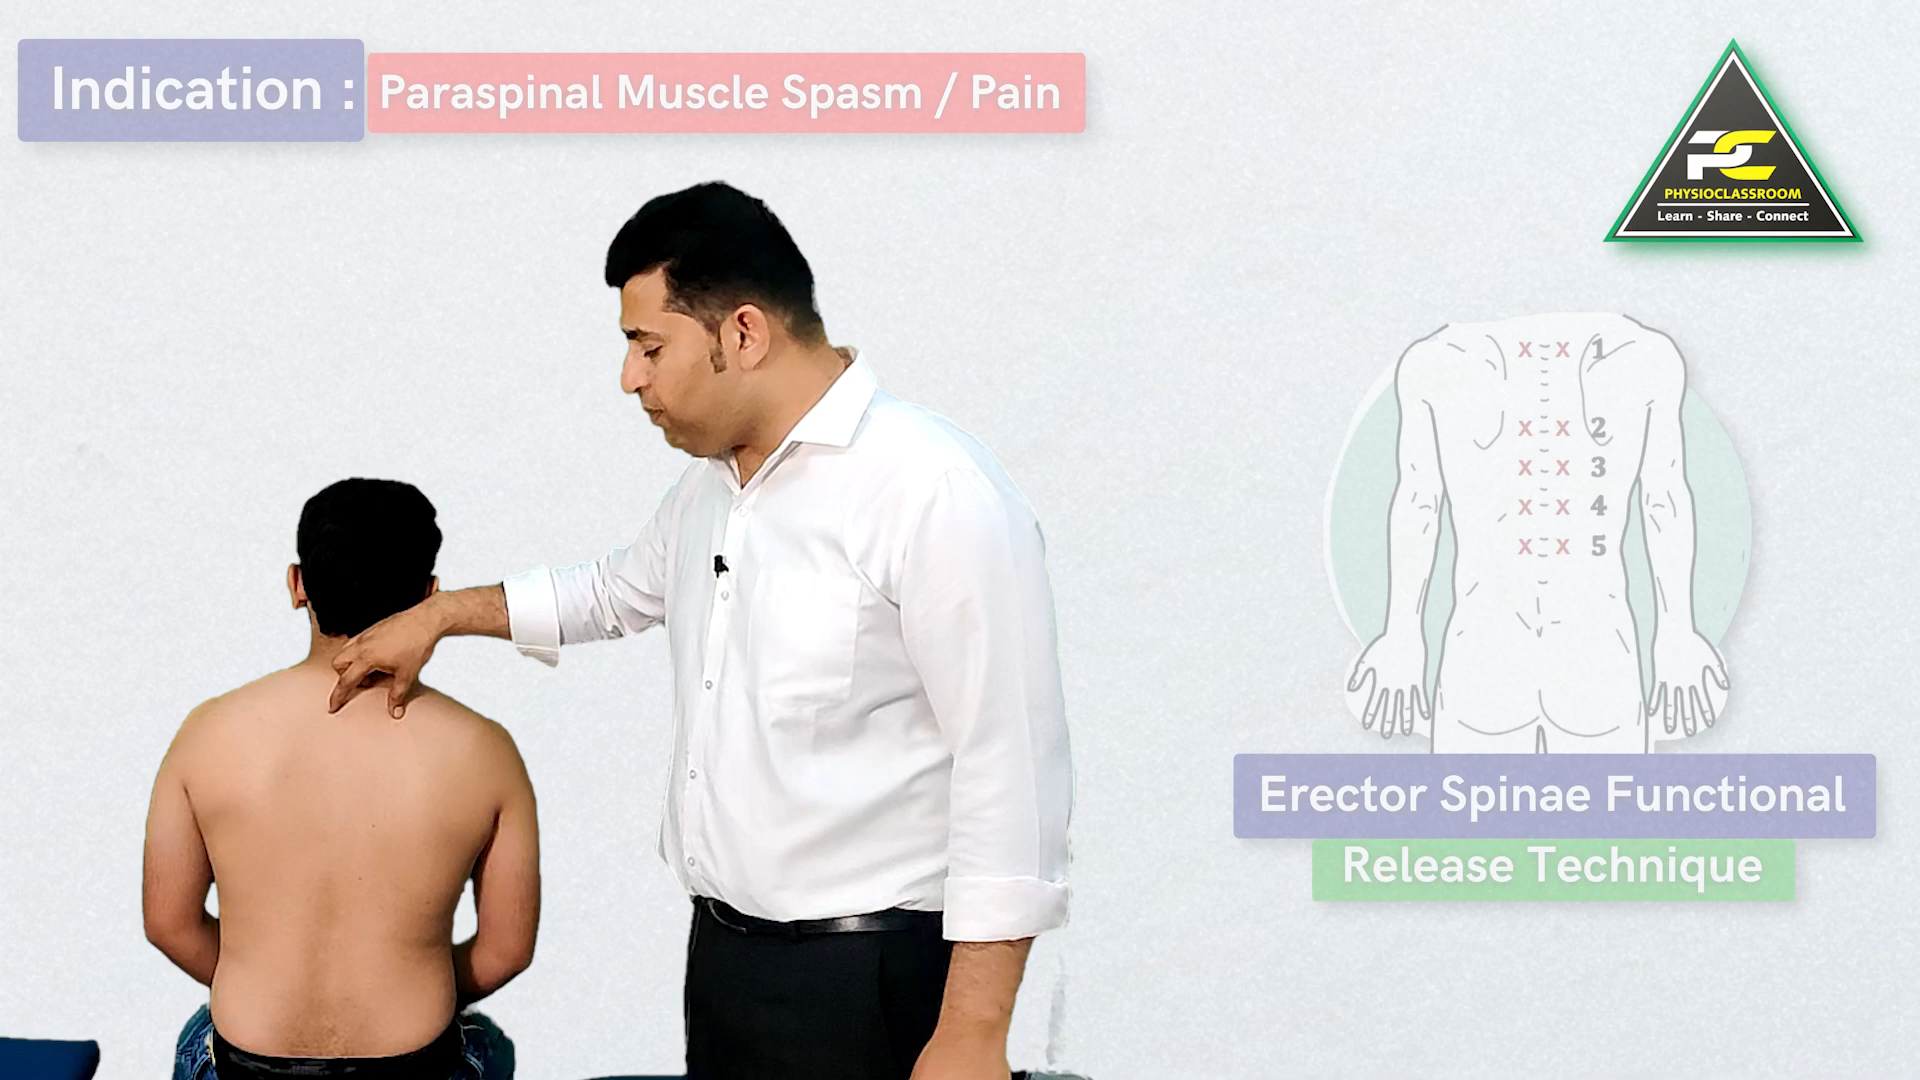 Indication :
Paraspinal Muscle Spasm / Pain
PC
PHYSIOCLASSROOM
Learn - Share - Connect
x x 1
x x 2
x x 3
x x 4
x x 5
Erector Spinae Functional
Release Technique